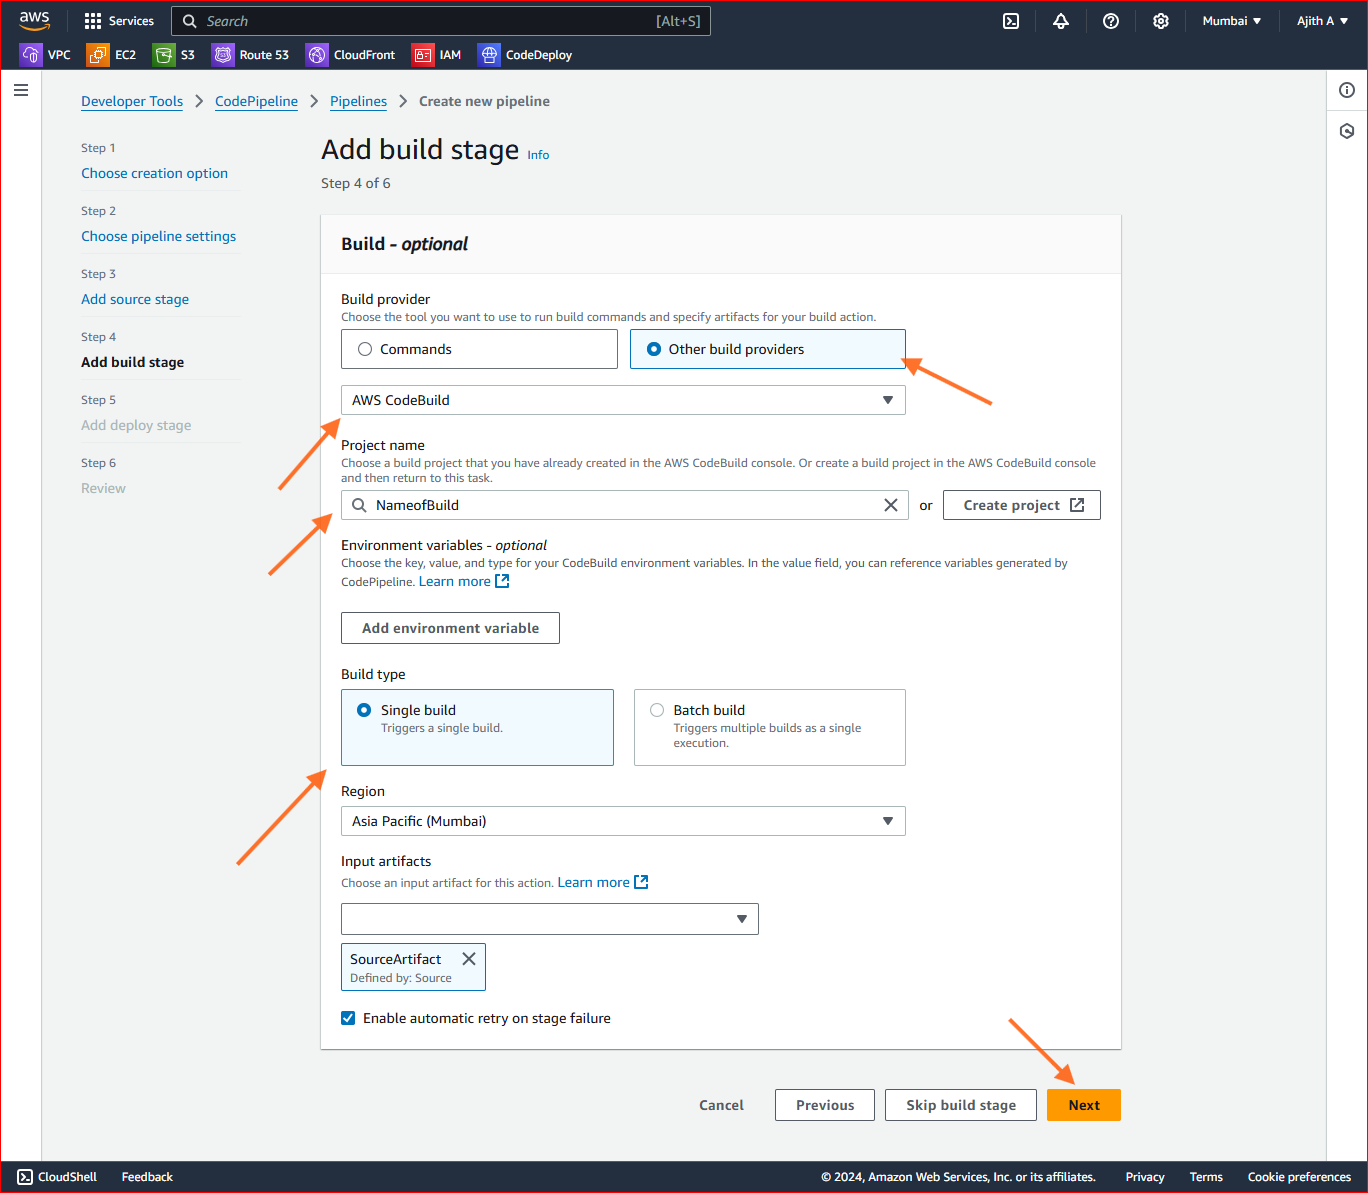 aws
Services
Search
[Alt+S]
Mumbai
Ajith A
VPC
EC2
S3
Route 53
CloudFront
IAM
CodeDeploy
Developer Tools
CodePipeline
Pipelines
Create new pipeline
Step 1
Choose creation option
Step 2
Choose pipeline settings
Step 3
Add source stage
Step 4
Add build stage
Step 5
Add deploy stage
Step 6
Review
Add build stage Info
Step 4 of 6
Build - optional
Build provider
Choose the tool you want to use to run build commands and specify artifacts for your build action.
Commands
Other build providers
AWS CodeBuild
Project name
Choose a build project that you have already created in the AWS CodeBuild console. Or create a build project in the AWS CodeBuild console
and then return to this task.
NameofBuild
or
Create project
Environment variables - optional
Choose the key, value, and type for your CodeBuild environment variables. In the value field, you can reference variables generated by
CodePipeline. Learn more
Add environment variable
Build type
Single build
Triggers a single build.
Batch build
Triggers multiple builds as a single
execution.
Region
Asia Pacific (Mumbai)
Input artifacts
Choose an input artifact for this action. Learn more
SourceArtifact
Defined by: Source
Enable automatic retry on stage failure
Cancel
Previous
Skip build stage
Next
CloudShell
Feedback
© 2024, Amazon Web Services, Inc. or its affiliates.
Privacy
Terms
Cookie preferences